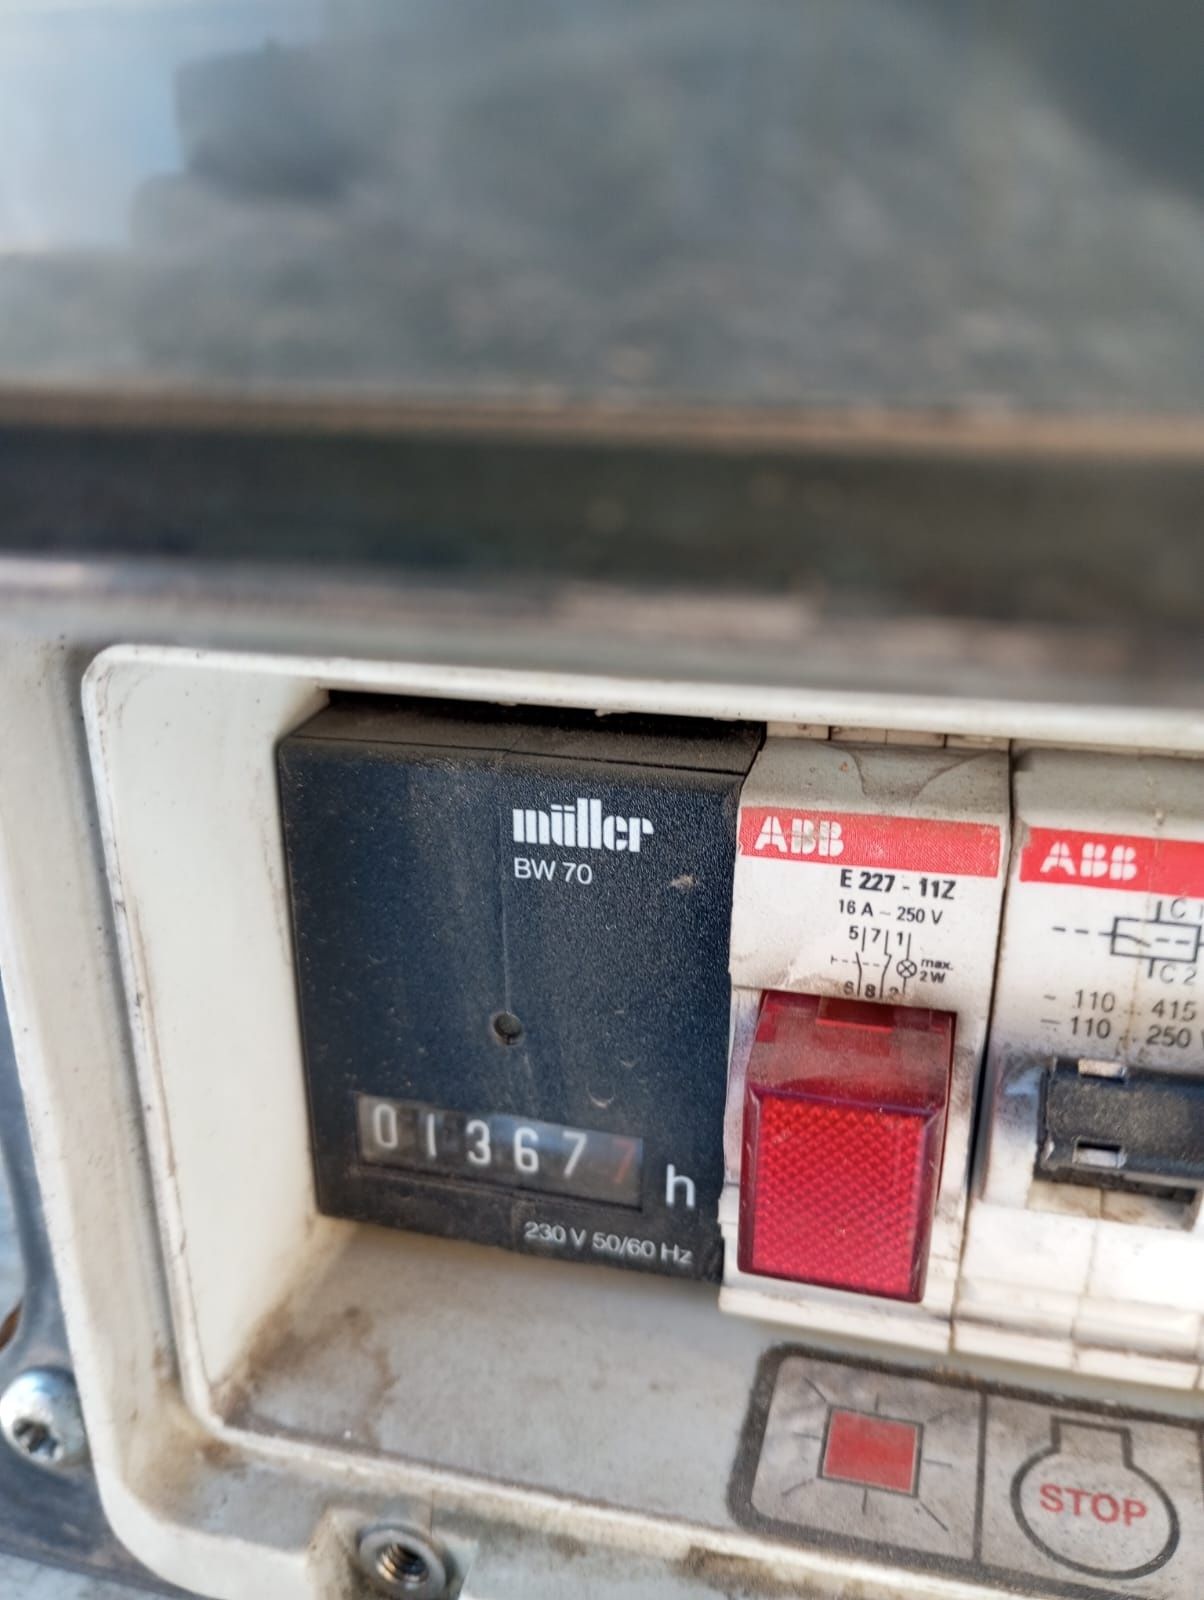 müller
BW 70
013677
h
230 V 50/60 Hz
ABB
E 227 - 11Z
16 A ~ 250 V
5 7 1
max.
2 W
6 8 2
ABB
C 1
C 2
~ 110 .. 415
110 .. 250 V
STOP